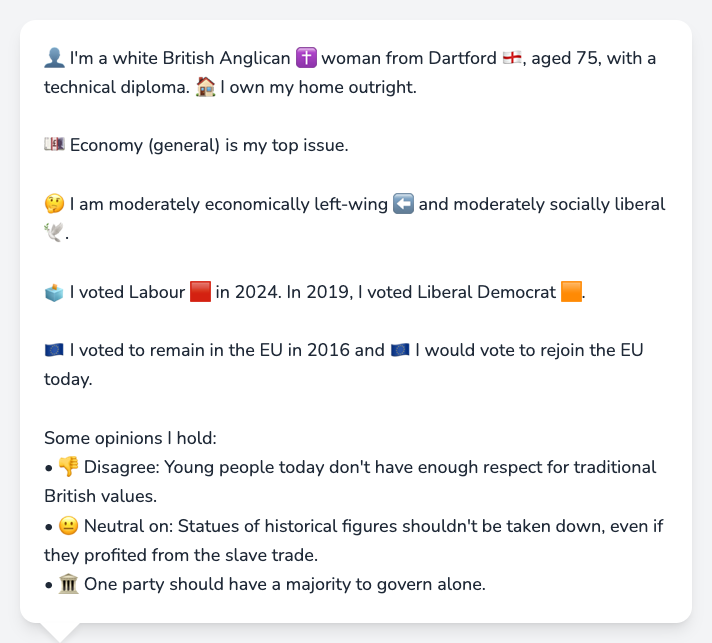 👤 I'm a white British Anglican ✝️ woman from Dartford 🏴󠁧󠁢󠁥󠁮󠁧󠁿, aged 75, with a
technical diploma. 🏠 I own my home outright.
💷 Economy (general) is my top issue.
🤔 I am moderately economically left-wing ⬅️ and moderately socially liberal
🕊️.
🗳️ I voted Labour 🟥 in 2024. In 2019, I voted Liberal Democrat 🟧.
🇪🇺 I voted to remain in the EU in 2016 and 🇪🇺 I would vote to rejoin the EU
today.
Some opinions I hold:
• 👎 Disagree: Young people today don't have enough respect for traditional
British values.
• 😐 Neutral on: Statues of historical figures shouldn't be taken down, even if
they profited from the slave trade.
• 🏛️ One party should have a majority to govern alone.